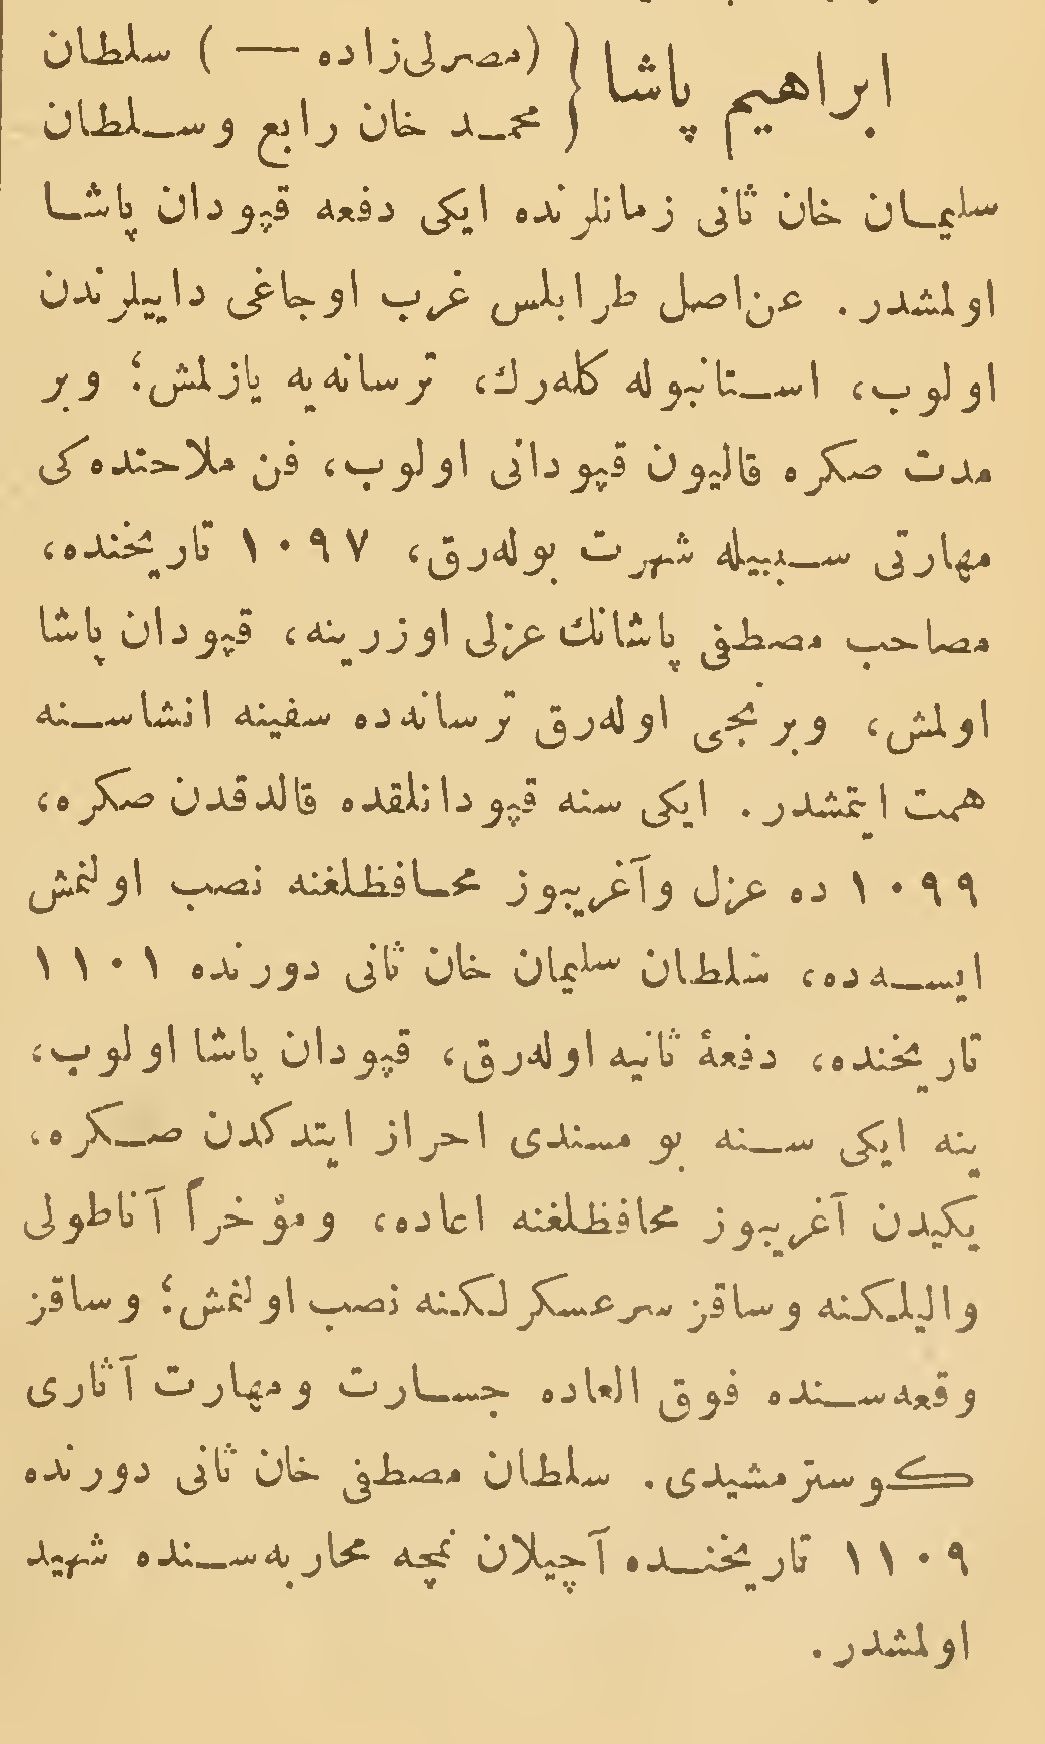 ابراهیم پاشا { (مصرلی‌زاده — ) سلطان
محمد خان رابع وسلطان
سلیمان خان ثانی زمانلرنده ایکی دفعه قپودان پاشا
اولمشدر. عن‌اصل طرابلس غرب اوجاغی داییلرندن
اولوب، استانبوله کله‌رك، ترسانه‌یه یازلمش؛ وبر
مدت صکره قالیون قپودانی اولوب، فن ملاحنده‌کی
مهارتی سببیله شهرت بوله‌رق، ۱۰۹۷ تاریخنده،
مصاحب مصطفی پاشانك عزلی اوزرینه، قپودان پاشا
اولمش، وبرنجی اوله‌رق ترسانه‌ده سفینه انشاسنه
همت ایتمشدر. ایکی سنه قپودانلقده قالدقدن صکره،
۱۰۹۹ ده عزل وآغریبوز محافظلغنه نصب اولنمش
ایسه‌ده، سلطان سلیمان خان ثانی دورنده ۱۱۰۱
تاریخنده، دفعهٔ ثانیه اوله‌رق، قپودان پاشا اولوب،
ینه ایکی سنه بو مسندی احراز ایتدکدن صکره،
یکیدن آغریبوز محافظلغنه اعاده، ومؤخراً آناطولی
والیلکنه وساقز سرعسکرلکنه نصب اولنمش؛ وساقز
وقعه‌سنده فوق العاده جسارت ومهارت آثاری
کوسترمشیدی. سلطان مصطفی خان ثانی دورنده
۱۱۰۹ تاریخنده آچیلان نمچه محاربه‌سنده شهید
اولمشدر.